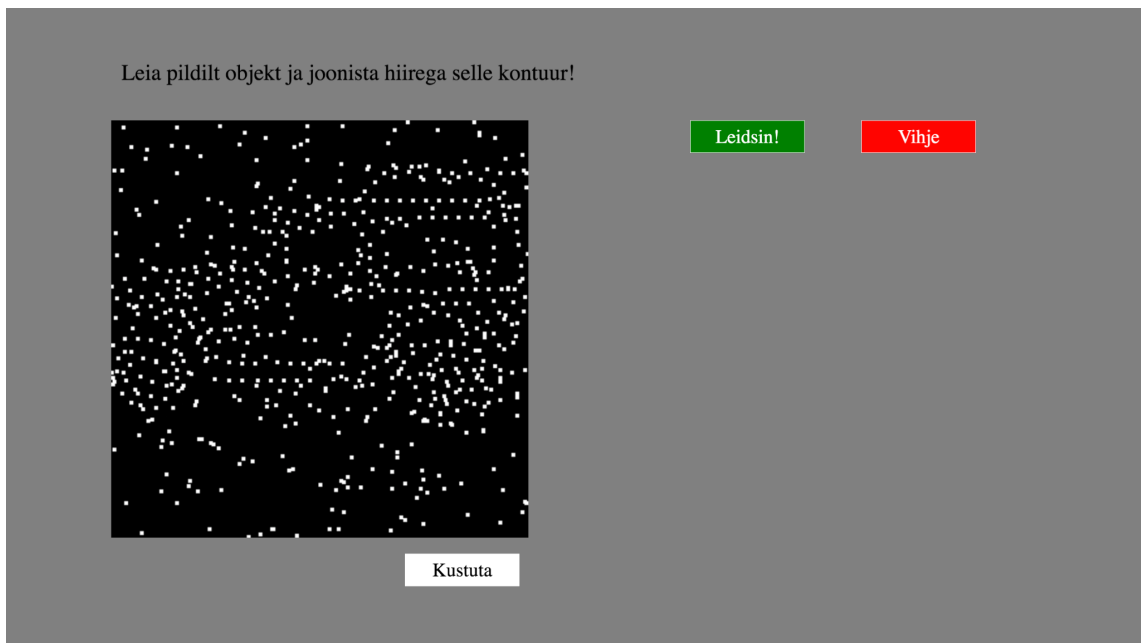 Leia pildilt objekt ja joonista hiirega selle kontuur!
Leidsin!
Vihje
Kustuta